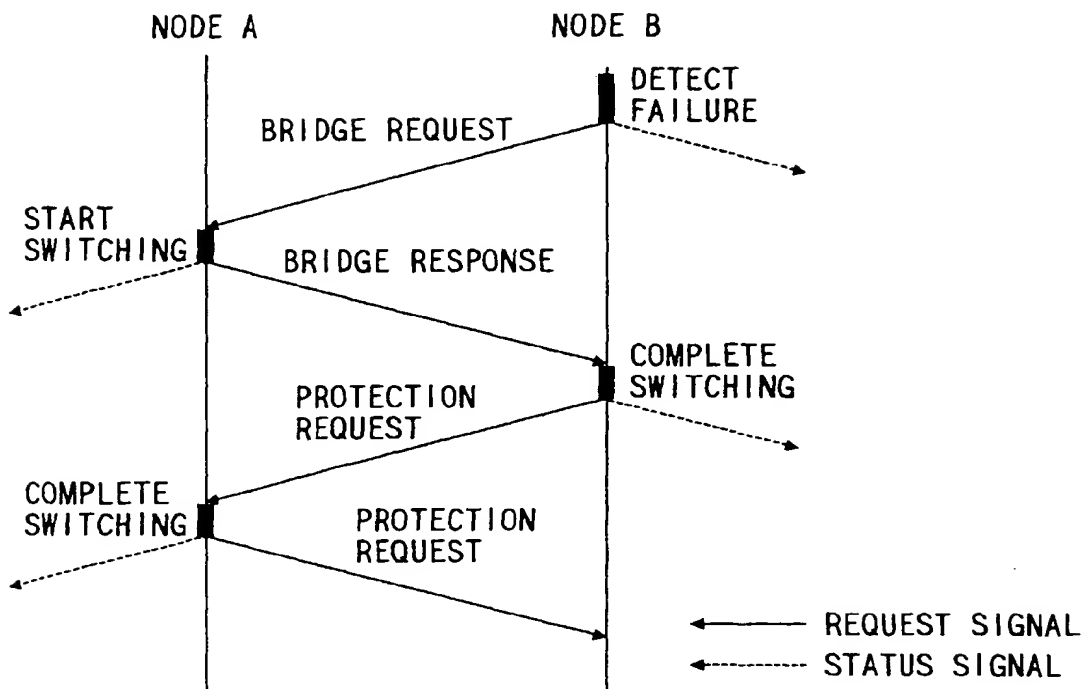 NODE A
NODE B
DETECT
FAILURE
BRIDGE REQUEST
START
SWITCHING
BRIDGE RESPONSE
COMPLETE
SWITCHING
PROTECTION
REQUEST
COMPLETE
SWITCHING
PROTECTION
REQUEST
REQUEST SIGNAL
STATUS SIGNAL